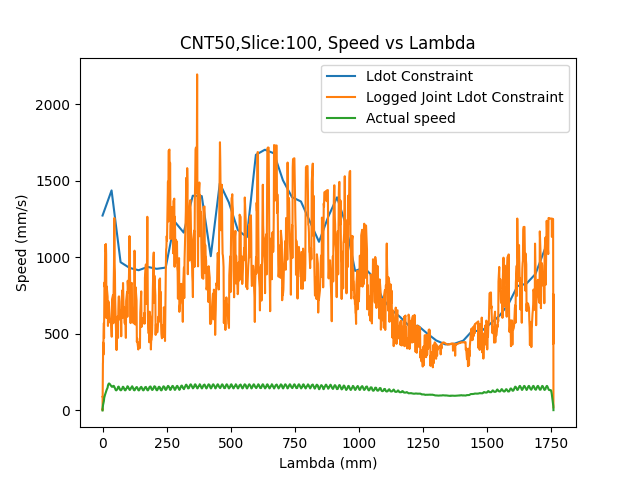 CNT50,Slice:100, Speed vs Lambda
Ldot Constraint
Logged Joint Ldot Constraint
Actual speed
Speed (mm/s)
2000
1500
1000
500
0
0 250 500 750 1000 1250 1500 1750
Lambda (mm)